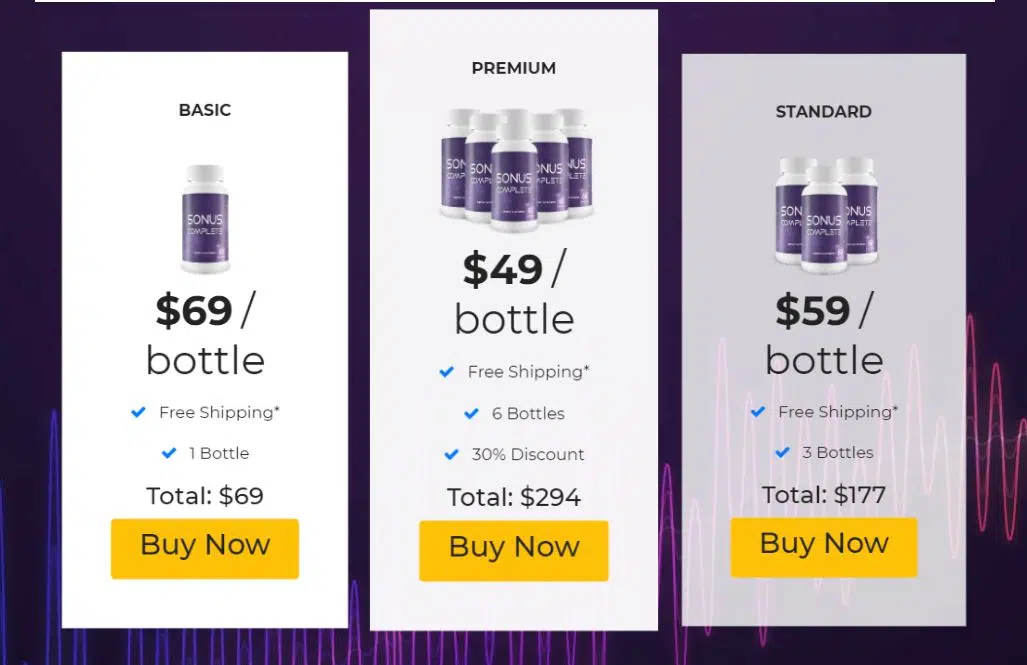 BASIC
SONUS
COMPLETE
$69 /
bottle
Free Shipping*
1 Bottle
Total: $69
Buy Now
PREMIUM
SONUS
COMPLETE
$49 /
bottle
Free Shipping*
6 Bottles
30% Discount
Total: $294
Buy Now
STANDARD
SONUS
COMPLETE
$59 /
bottle
Free Shipping*
3 Bottles
Total: $177
Buy Now